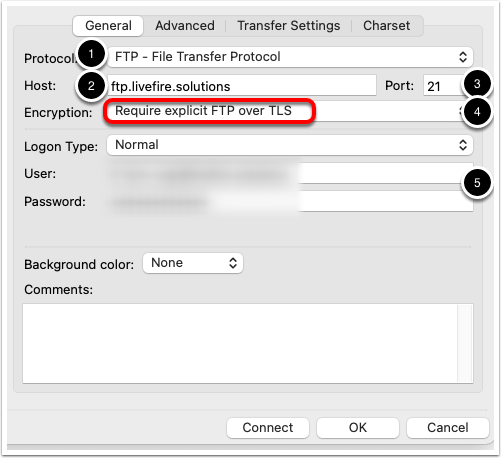 General Advanced Transfer Settings Charset
Protocol: 1 FTP - File Transfer Protocol
Host: 2 ftp.livefire.solutions Port: 21 3
Encryption: Require explicit FTP over TLS 4
Logon Type: Normal
User: 5
Password:
Background color: None
Comments:
Connect OK Cancel